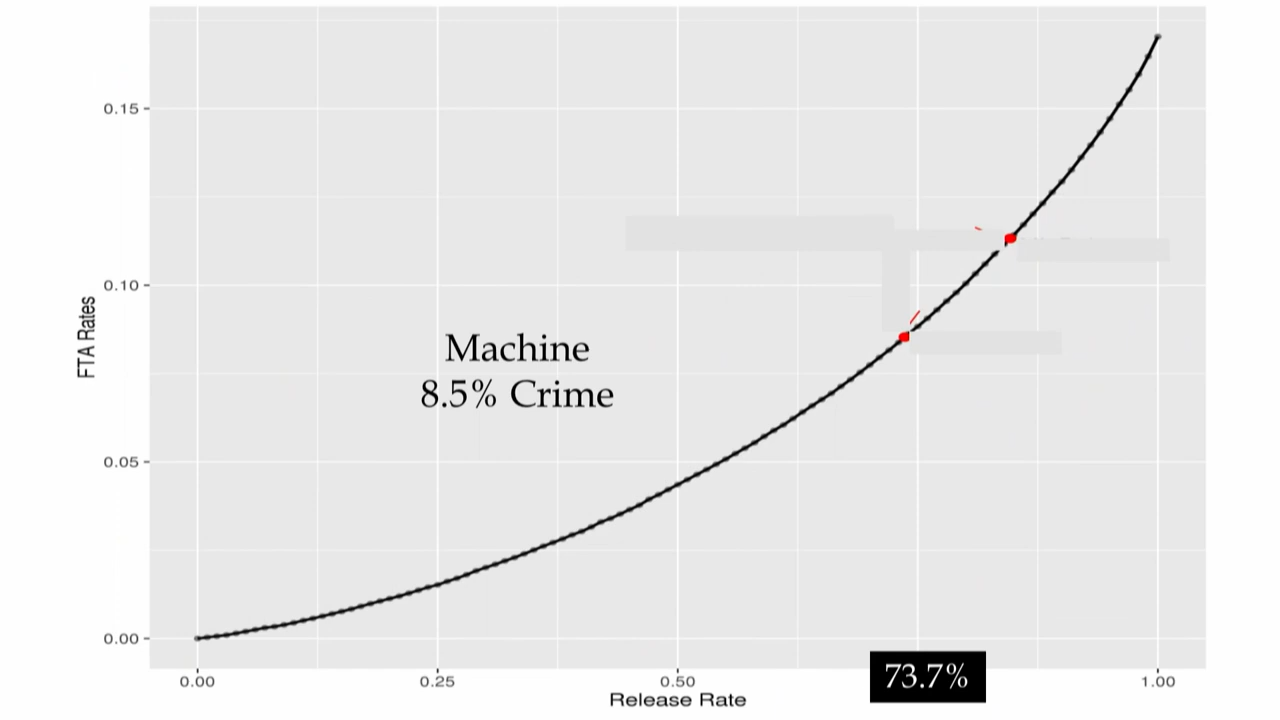 0.15
0.10
0.05
0.00
FTA Rates
Machine
8.5% Crime
0.00
0.25
0.50
73.7%
1.00
Release Rate